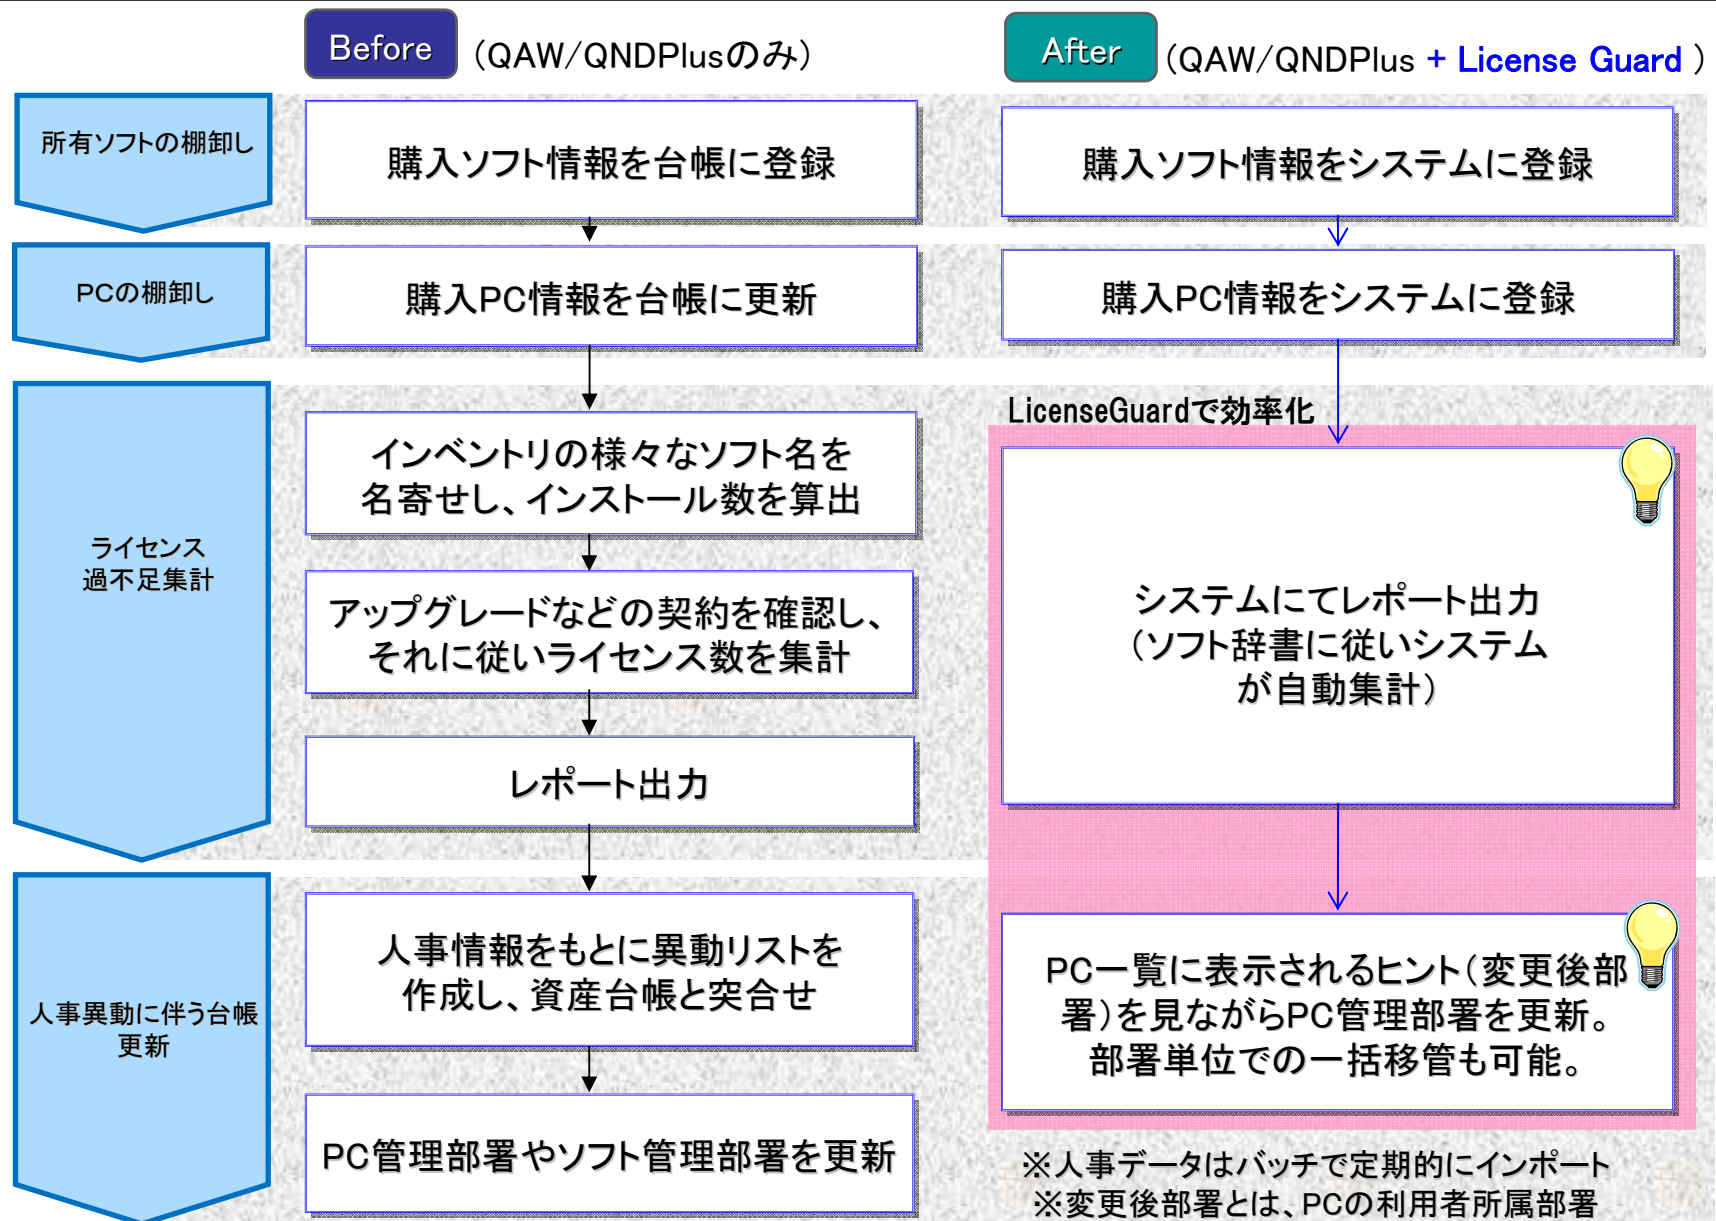 Before
(QAW/QNDPlusのみ)
After
(QAW/QNDPlus + License Guard )
所有ソフトの棚卸し
購入ソフト情報を台帳に登録
購入ソフト情報をシステムに登録
PCの棚卸し
購入PC情報を台帳に更新
購入PC情報をシステムに登録
ライセンス
過不足集計
インベントリの様々なソフト名を
名寄せし、インストール数を算出
アップグレードなどの契約を確認し、
それに従いライセンス数を集計
レポート出力
LicenseGuardで効率化
システムにてレポート出力
(ソフト辞書に従いシステム
が自動集計)
人事異動に伴う台帳
更新
人事情報をもとに異動リストを
作成し、資産台帳と突合せ
PC管理部署やソフト管理部署を更新
PC一覧に表示されるヒント(変更後部
署)を見ながらPC管理部署を更新。
部署単位での一括移管も可能。
※人事データはバッチで定期的にインポート
※変更後部署とは、PCの利用者所属部署